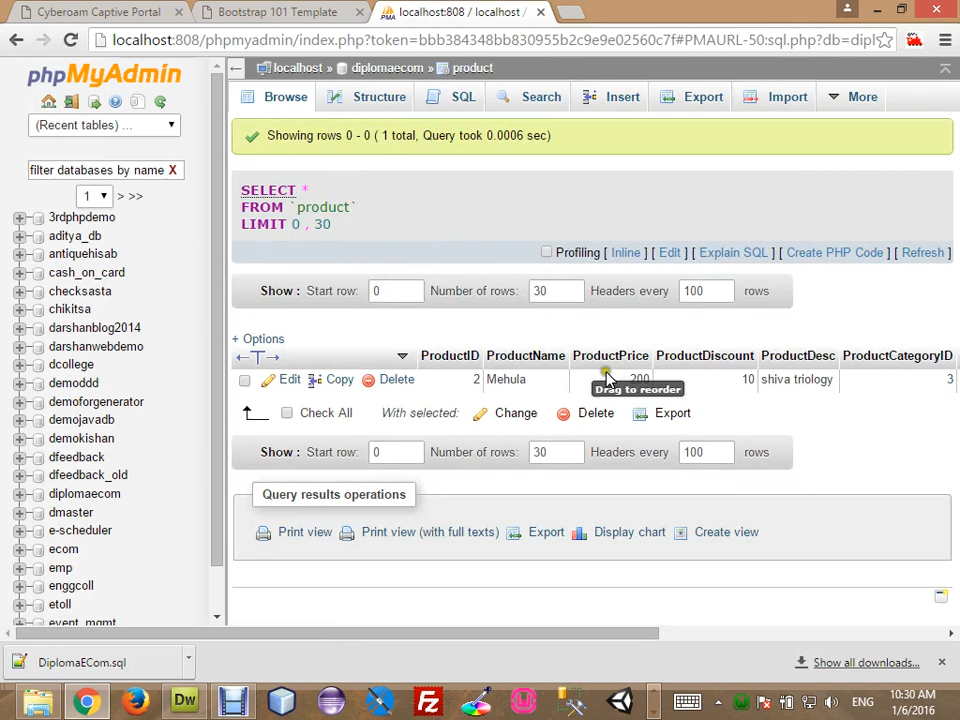 Cyberoam Captive Portal
Bootstrap 101 Template
localhost:808 / localhost /
localhost:808/phpmyadmin/index.php?token=bbb384348bb830955b2c9e9e02560c7f#PMAURL-50:sql.php?db=dipl
phpMyAdmin
(Recent tables) ...
filter databases by name X
1 > >>
3rdphpdemo
aditya_db
antiquehisab
cash_on_card
checksasta
chikitsa
darshanblog2014
darshanwebdemo
dcollege
demoddd
demoforgenerator
demojavadb
demokishan
dfeedback
dfeedback_old
diplomaecom
dmaster
e-scheduler
ecom
emp
enggcoll
etoll
event_mgmt
localhost » diplomaecom » product
Browse Structure SQL Search Insert Export Import More
Showing rows 0 - 0 ( 1 total, Query took 0.0006 sec)
SELECT *
FROM `product`
LIMIT 0 , 30
Profiling [ Inline ] [ Edit ] [ Explain SQL ] [ Create PHP Code ] [ Refresh ]
Show : Start row: 0 Number of rows: 30 Headers every 100 rows
+ Options
ProductID ProductName ProductPrice ProductDiscount ProductDesc ProductCategoryID
Edit Copy Delete 2 Mehula 200 10 shiva triology 3
Drag to reorder
Check All With selected: Change Delete Export
Show : Start row: 0 Number of rows: 30 Headers every 100 rows
Query results operations
Print view Print view (with full texts) Export Display chart Create view
DiplomaECom.sql
Show all downloads...
ENG
10:30 AM
1/6/2016